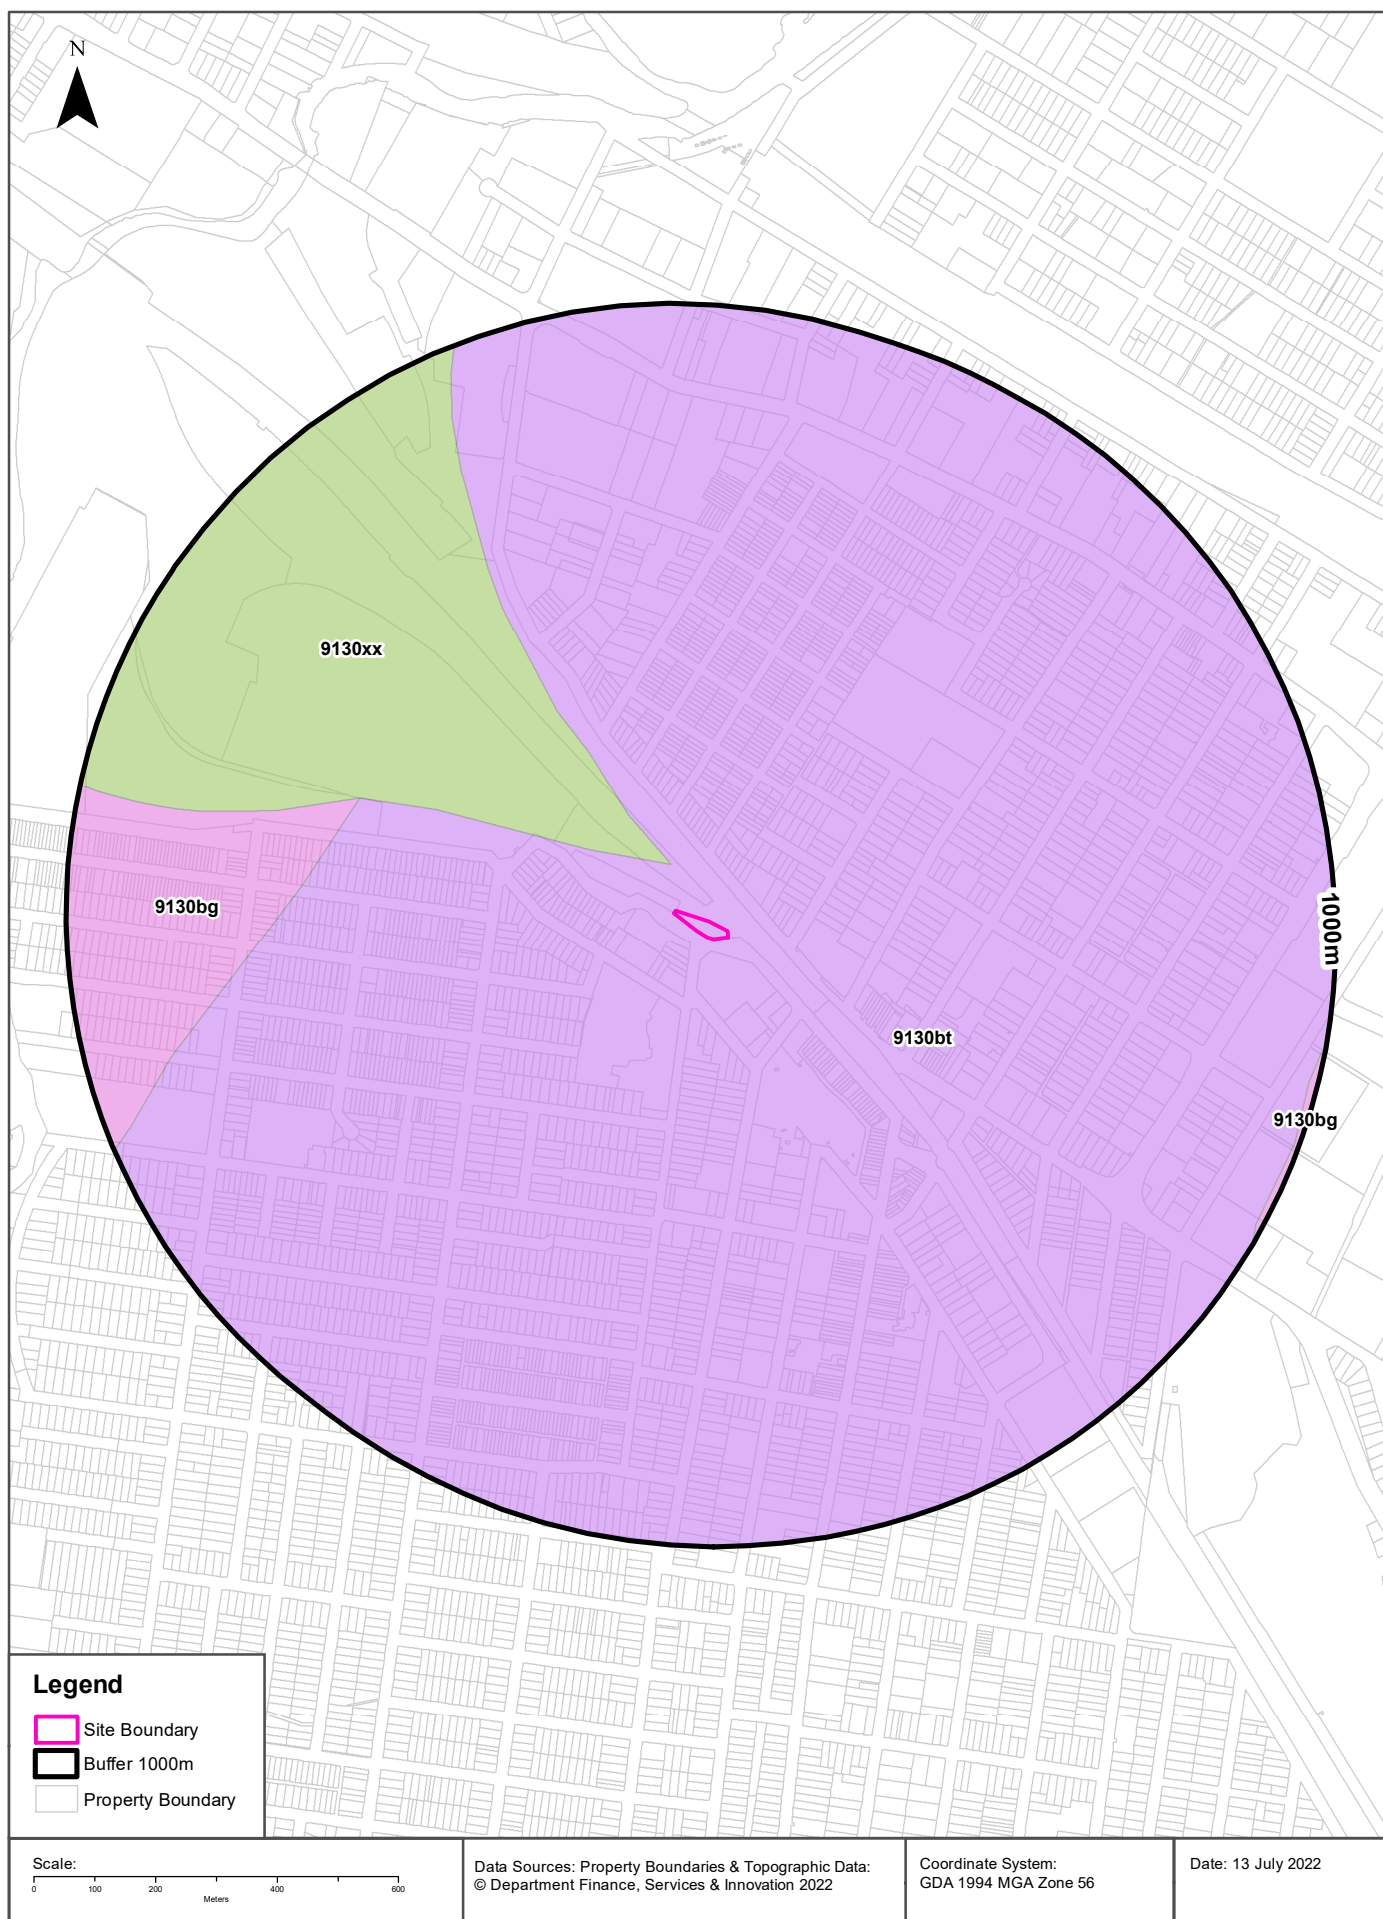 N
9130xx
9130bg
1000m
9130bt
9130bg
Legend
Site Boundary
Buffer 1000m
Property Boundary
Scale:
0 100 200 400 600
Meters
Data Sources: Property Boundaries & Topographic Data:
© Department Finance, Services & Innovation 2022
Coordinate System:
GDA 1994 MGA Zone 56
Date: 13 July 2022